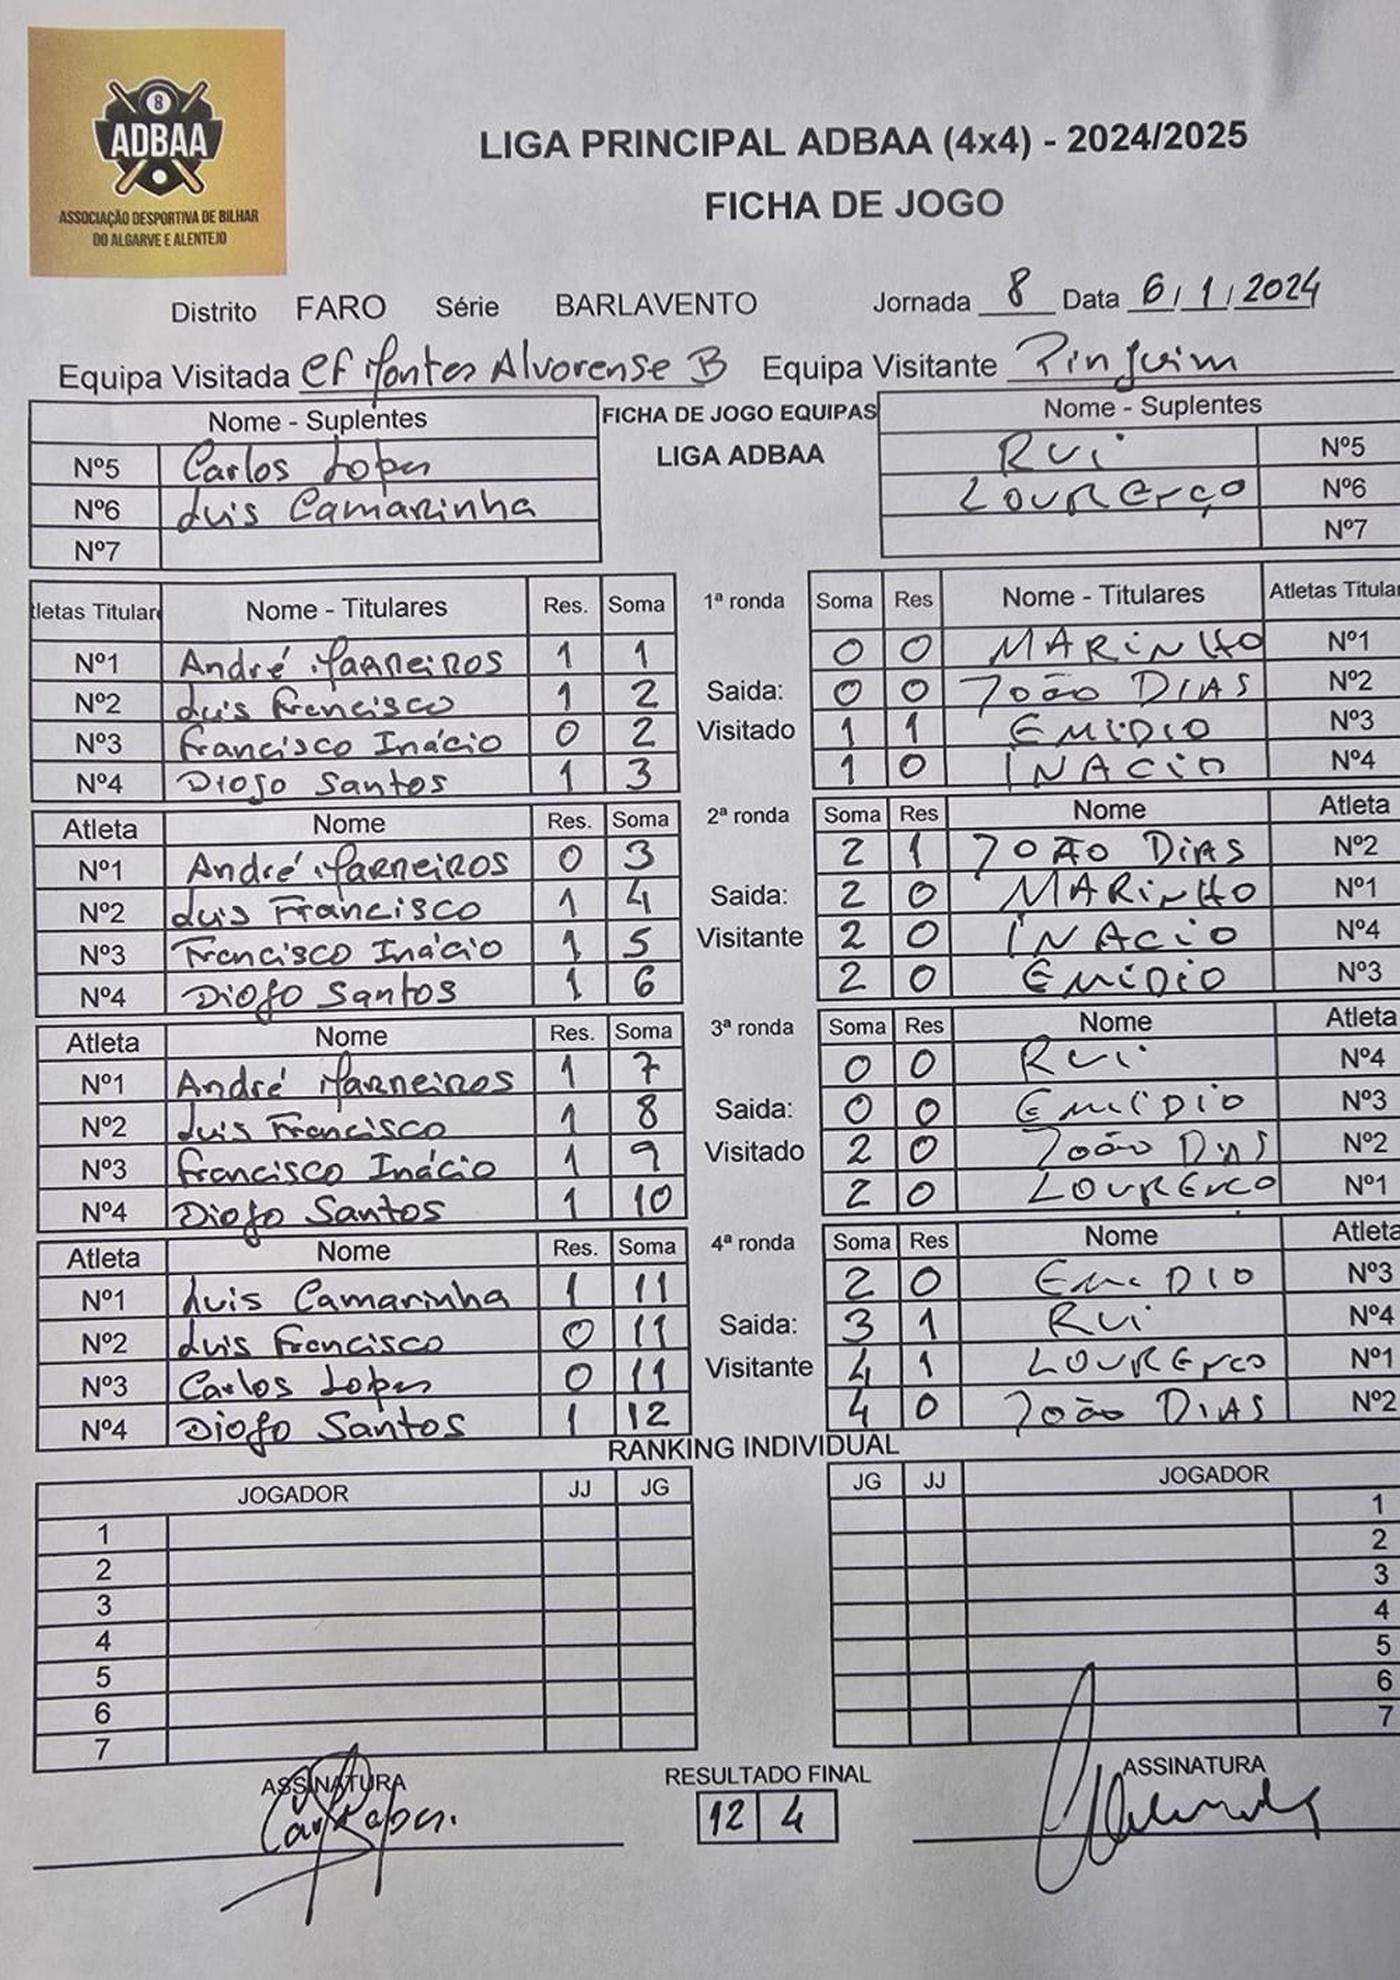 8
ADBAA
ASSOCIAÇÃO DESPORTIVA DE BILHAR
DO ALGARVE E ALENTEJO
LIGA PRINCIPAL ADBAA (4x4) - 2024/2025
FICHA DE JOGO
Distrito FARO Série BARLAVENTO Jornada 8 Data 6/1/2024
Equipa Visitada CF Montes Alvorense B Equipa Visitante Pinguim
Nome - Suplentes FICHA DE JOGO EQUIPAS Nome - Suplentes
LIGA ADBAA
Nº5 Carlos Lopes Rui Nº5
Nº6 Luis Camarinha LOURENÇO Nº6
Nº7 Nº7
tletas Titular Nome - Titulares Res. Soma 1ª ronda Soma Res Nome - Titulares Atletas Titular
Nº1 André Marreiros 1 1 0 0 MARINHO Nº1
Nº2 Luis Francisco 1 2 Saida: 0 0 João DIAS Nº2
Nº3 Francisco Inácio 0 2 Visitado 1 1 EMIDIO Nº3
Nº4 Diogo Santos 1 3 1 0 INACIO Nº4
Atleta Nome Res. Soma 2ª ronda Soma Res Nome Atleta
Nº1 André Marreiros 0 3 2 1 JOÃO DIAS Nº2
Nº2 Luis Francisco 1 4 Saida: 2 0 MARINHO Nº1
Nº3 Francisco Inácio 1 5 Visitante 2 0 INACIO Nº4
Nº4 Diogo Santos 1 6 2 0 EMIDIO Nº3
Atleta Nome Res. Soma 3ª ronda Soma Res Nome Atleta
Nº1 André Marreiros 1 7 0 0 Rui Nº4
Nº2 Luis Francisco 1 8 Saida: 0 0 EMIDIO Nº3
Nº3 Francisco Inácio 1 9 Visitado 2 0 João DIAS Nº2
Nº4 Diogo Santos 1 10 2 0 LOURENCO Nº1
Atleta Nome Res. Soma 4ª ronda Soma Res Nome Atleta
Nº1 Luis Camarinha 1 11 2 0 EMIDIO Nº3
Nº2 Luis Francisco 0 11 Saida: 3 1 Rui Nº4
Nº3 Carlos Lopes 0 11 Visitante 4 1 LOURENCO Nº1
Nº4 Diogo Santos 1 12 4 0 João DIAS Nº2
RANKING INDIVIDUAL
JOGADOR JJ JG JG JJ JOGADOR
1 1
2 2
3 3
4 4
5 5
6 6
7 7
ASSINATURA RESULTADO FINAL ASSINATURA
12 4